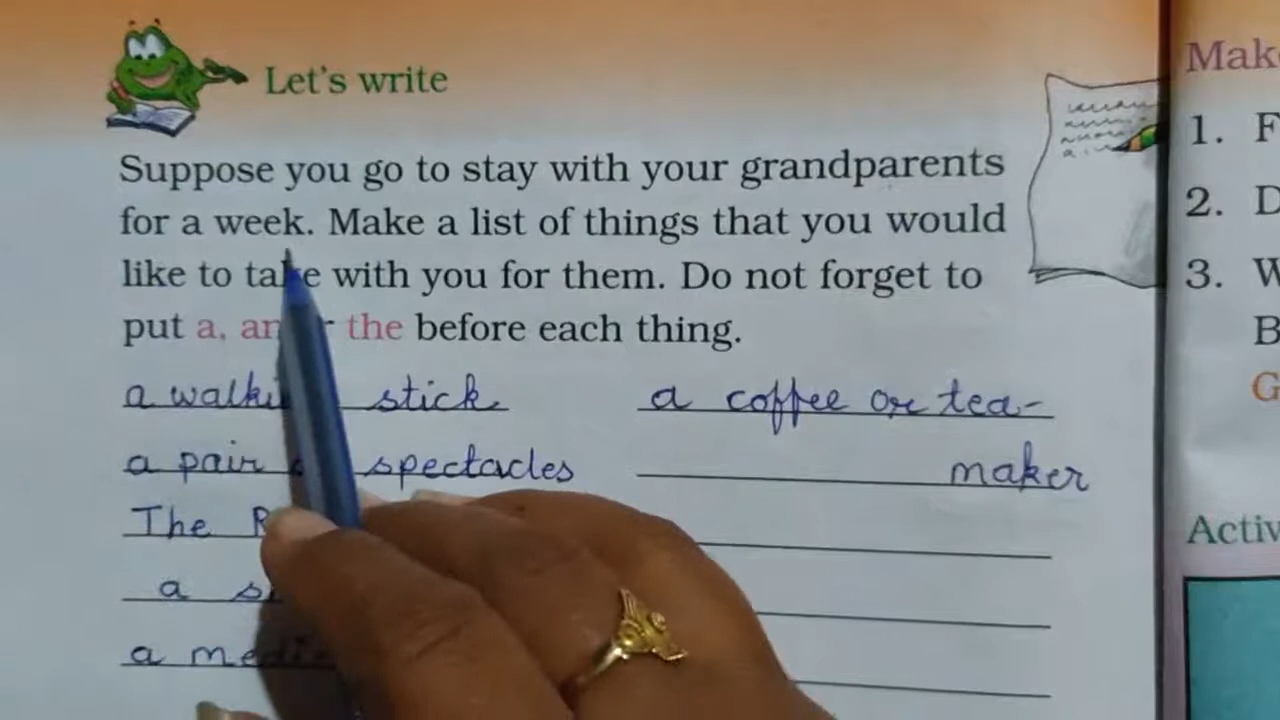 Let's write
Suppose you go to stay with your grandparents
for a week. Make a list of things that you would
like to take with you for them. Do not forget to
put a, an the before each thing.
a stick
a pair spectacles
The
a
a
a coffee or tea-
maker
Mak
1. F
2. D
3. W
B
G
Activ